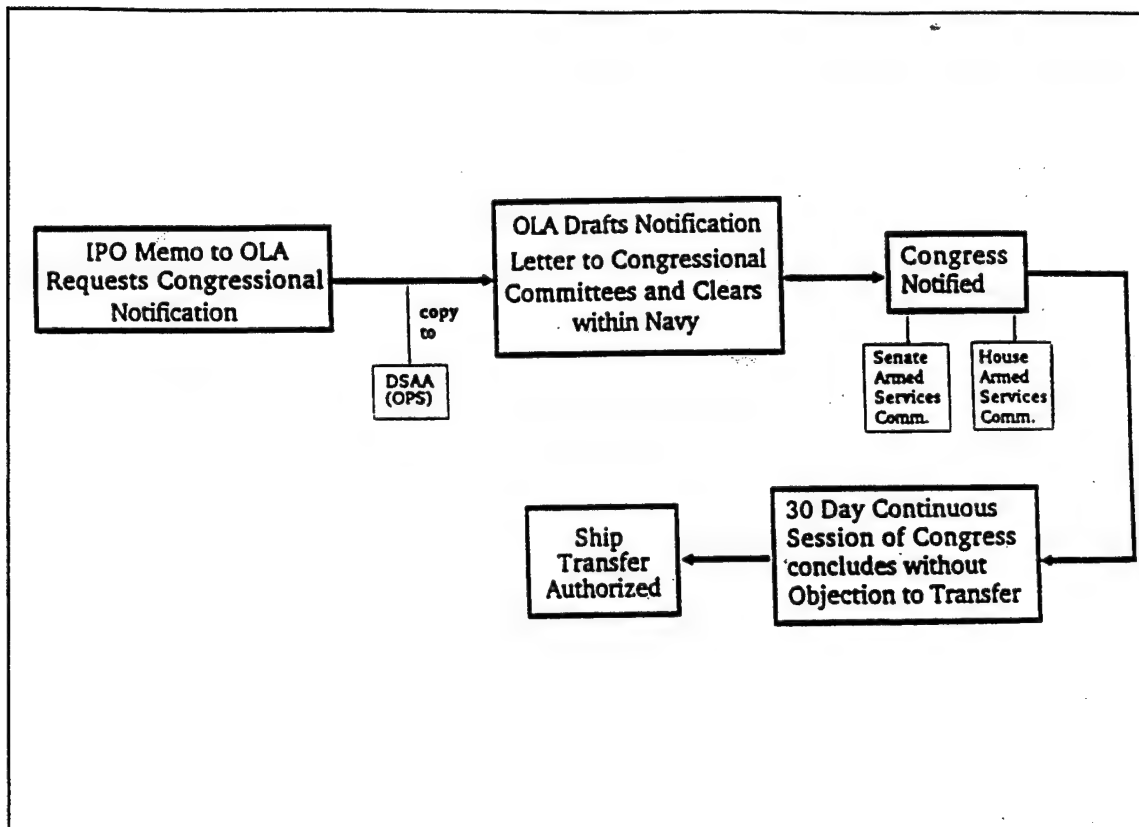 IPO Memo to OLA
Requests Congressional
Notification
copy
to
DSAA
(OPS)
OLA Drafts Notification
Letter to Congressional
Committees and Clears
within Navy
Congress
Notified
Senate
Armed
Services
Comm.
House
Armed
Services
Comm.
30 Day Continuous
Session of Congress
concludes without
Objection to Transfer
Ship
Transfer
Authorized